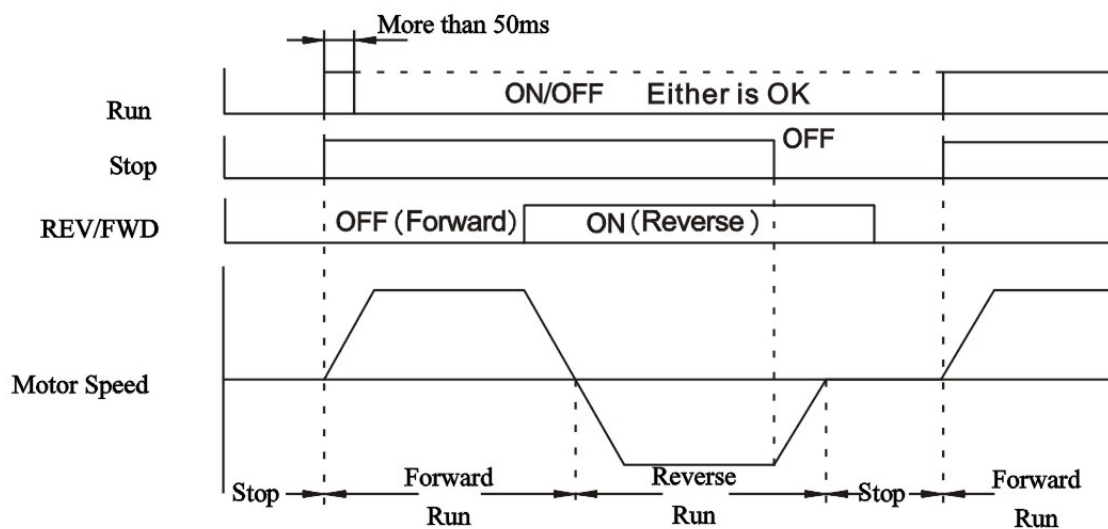 More than 50ms
Run
ON/OFF Either is OK
Stop
OFF
REV/FWD
OFF (Forward)
ON (Reverse)
Motor Speed
Stop
Forward
Run
Reverse
Run
Stop
Forward
Run